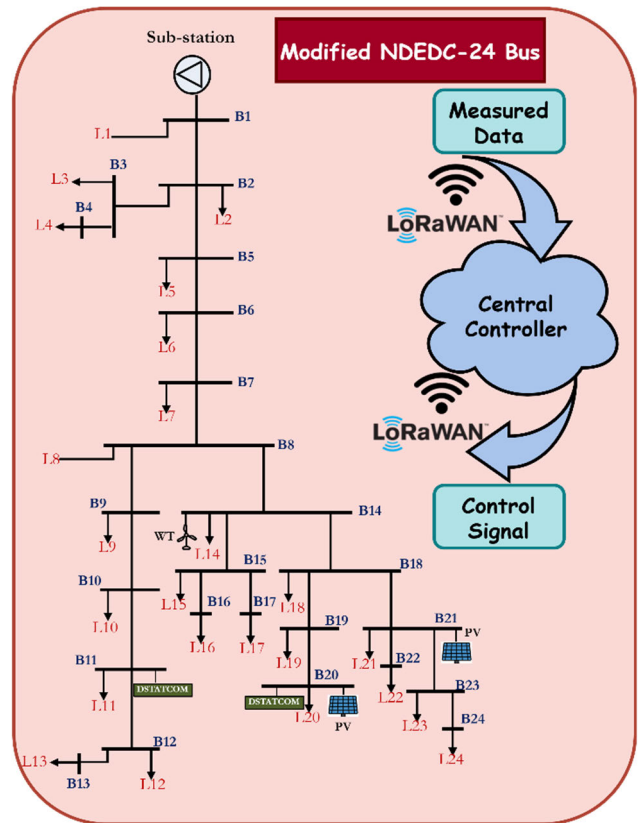 Sub-station
Modified NDEDC-24 Bus
Measured
Data
L1
B1
B3
L3
B4
L4
B2
L2
LoRaWAN™
B5
L5
Central
Controller
B6
L6
B7
L7
LoRaWAN™
B8
L8
Control
Signal
B9
L9
WT
L14
B14
B15
B18
B10
L10
L15
B16
B17
L18
L16
L17
B19
B21
PV
L19
L21
B22
B11
DSTATCOM
L11
B20
L22
B23
DSTATCOM
L20
PV
L23
B24
B12
L13
B13
L12
L24